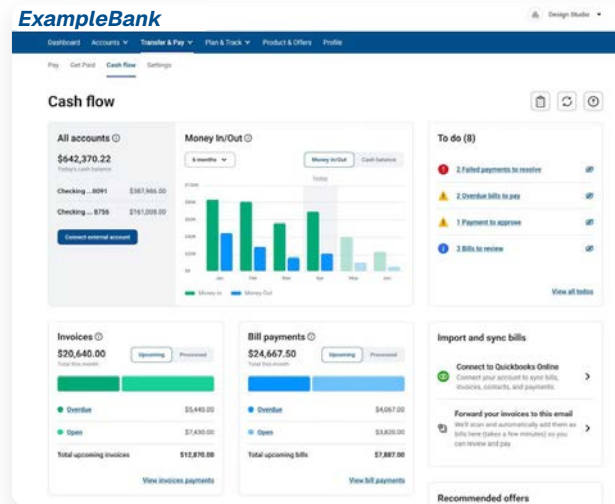 ExampleBank
Design Studio
Dashboard Accounts Transfer & Pay Plan & Track Product & Offers Profile
Pay Get Paid Cash flow Settings
Cash flow
All accounts
$642,370.22
Today's cash balance
Checking ...8091 $387,986.00
Checking ... 8756 $161,008.00
Connect external account
Money In/Out
6 months
Money In/Out Cash balance
Today
Jan Feb Mar Apr May Jun
Money In Money Out
To do (8)
2 Failed payments to resolve
2 Overdue bills to pay
1 Payment to approve
3 Bills to review
View all todos
Invoices
$20,640.00
Total this month
Upcoming Processed
Overdue $5,440.00
Open $7,430.00
Total upcoming invoices $12,870.00
View invoices payments
Bill payments
$24,667.50
Total this month
Upcoming Processed
Overdue $4,067.00
Open $3,820.00
Total upcoming bills $7,887.00
View bill payments
Import and sync bills
Connect to Quickbooks Online
Connect your account to sync bills,
invoices, contacts, and payments.
Forward your invoices to this email
We'll scan and automatically add them as
bills here (takes a few minutes) so you
can review and pay
Recommended offers